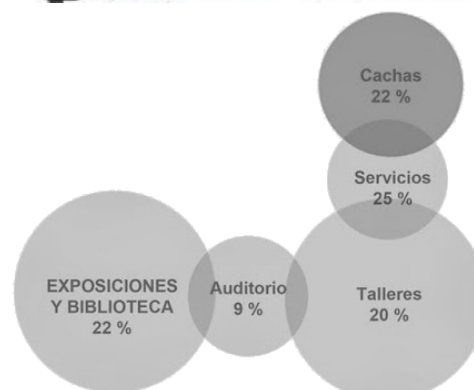 Cachas
22 %
Servicios
25 %
EXPOSICIONES
Y BIBLIOTECA
22 %
Auditorio
9 %
Talleres
20 %